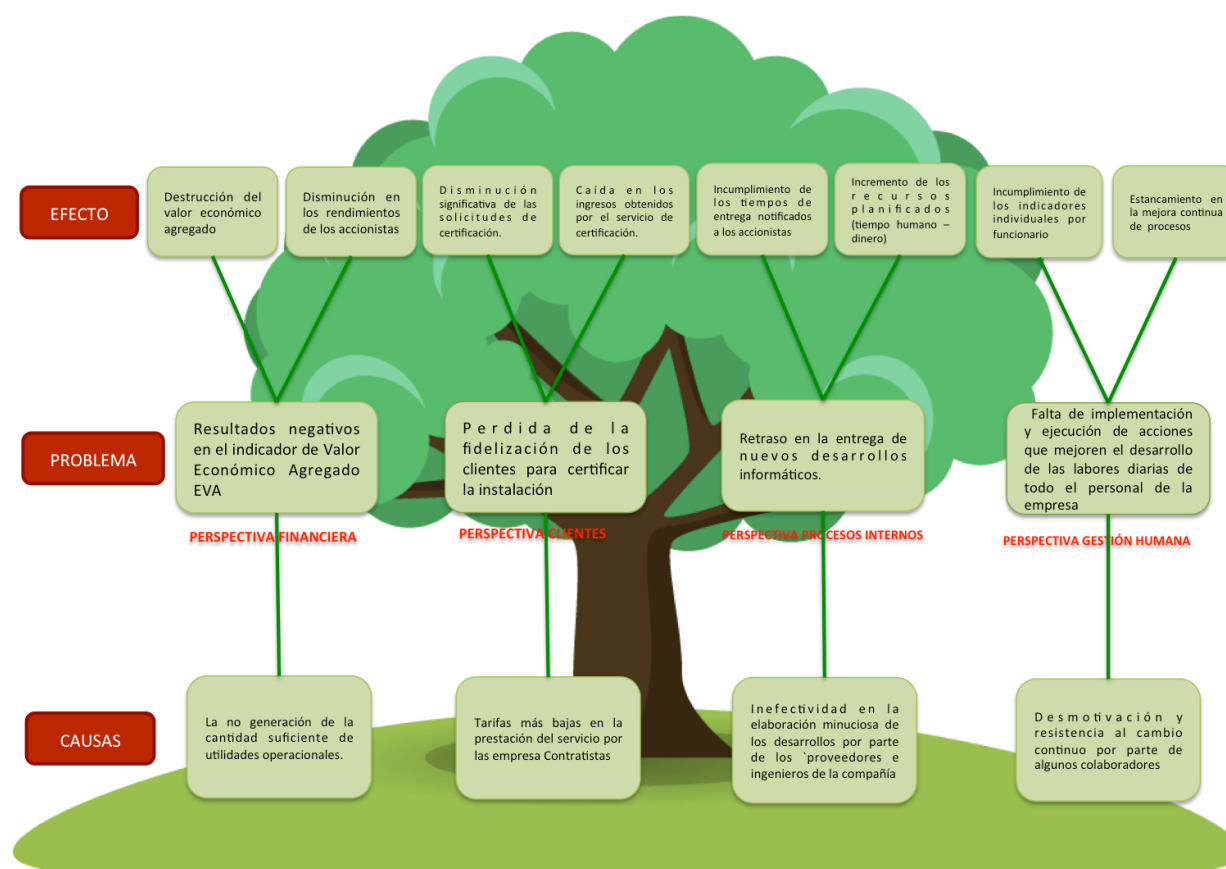 EFECTO
Destrucción del
valor económico
agregado
Disminución en
los rendimientos
de los accionistas
Disminución
significativa de las
solicitudes de
certificación.
Caída en los
ingresos obtenidos
por el servicio de
certificación.
Incumplimiento de
los tiempos de
entrega notificados
a los accionistas
Incremento de los
recursos
planificados
(tiempo humano –
dinero)
Incumplimiento de
los indicadores
individuales por
funcionario
Estancamiento en
la mejora continua
de procesos
PROBLEMA
Resultados negativos
en el indicador de Valor
Económico Agregado
EVA
Perdida de la
fidelización de los
clientes para certificar
la instalación
Retraso en la entrega de
nuevos desarrollos
informáticos.
Falta de implementación
y ejecución de acciones
que mejoren el desarrollo
de las labores diarias de
todo el personal de la
empresa
PERSPECTIVA FINANCIERA
PERSPECTIVA CLIENTES
PERSPECTIVA PROCESOS INTERNOS
PERSPECTIVA GESTIÓN HUMANA
CAUSAS
La no generación de la
cantidad suficiente de
utilidades operacionales.
Tarifas más bajas en la
prestación del servicio por
las empresa Contratistas
Inefectividad en la
elaboración minuciosa de
los desarrollos por parte
de los `proveedores e
ingenieros de la compañía
Desmotivación y
resistencia al cambio
continuo por parte de
algunos colaboradores